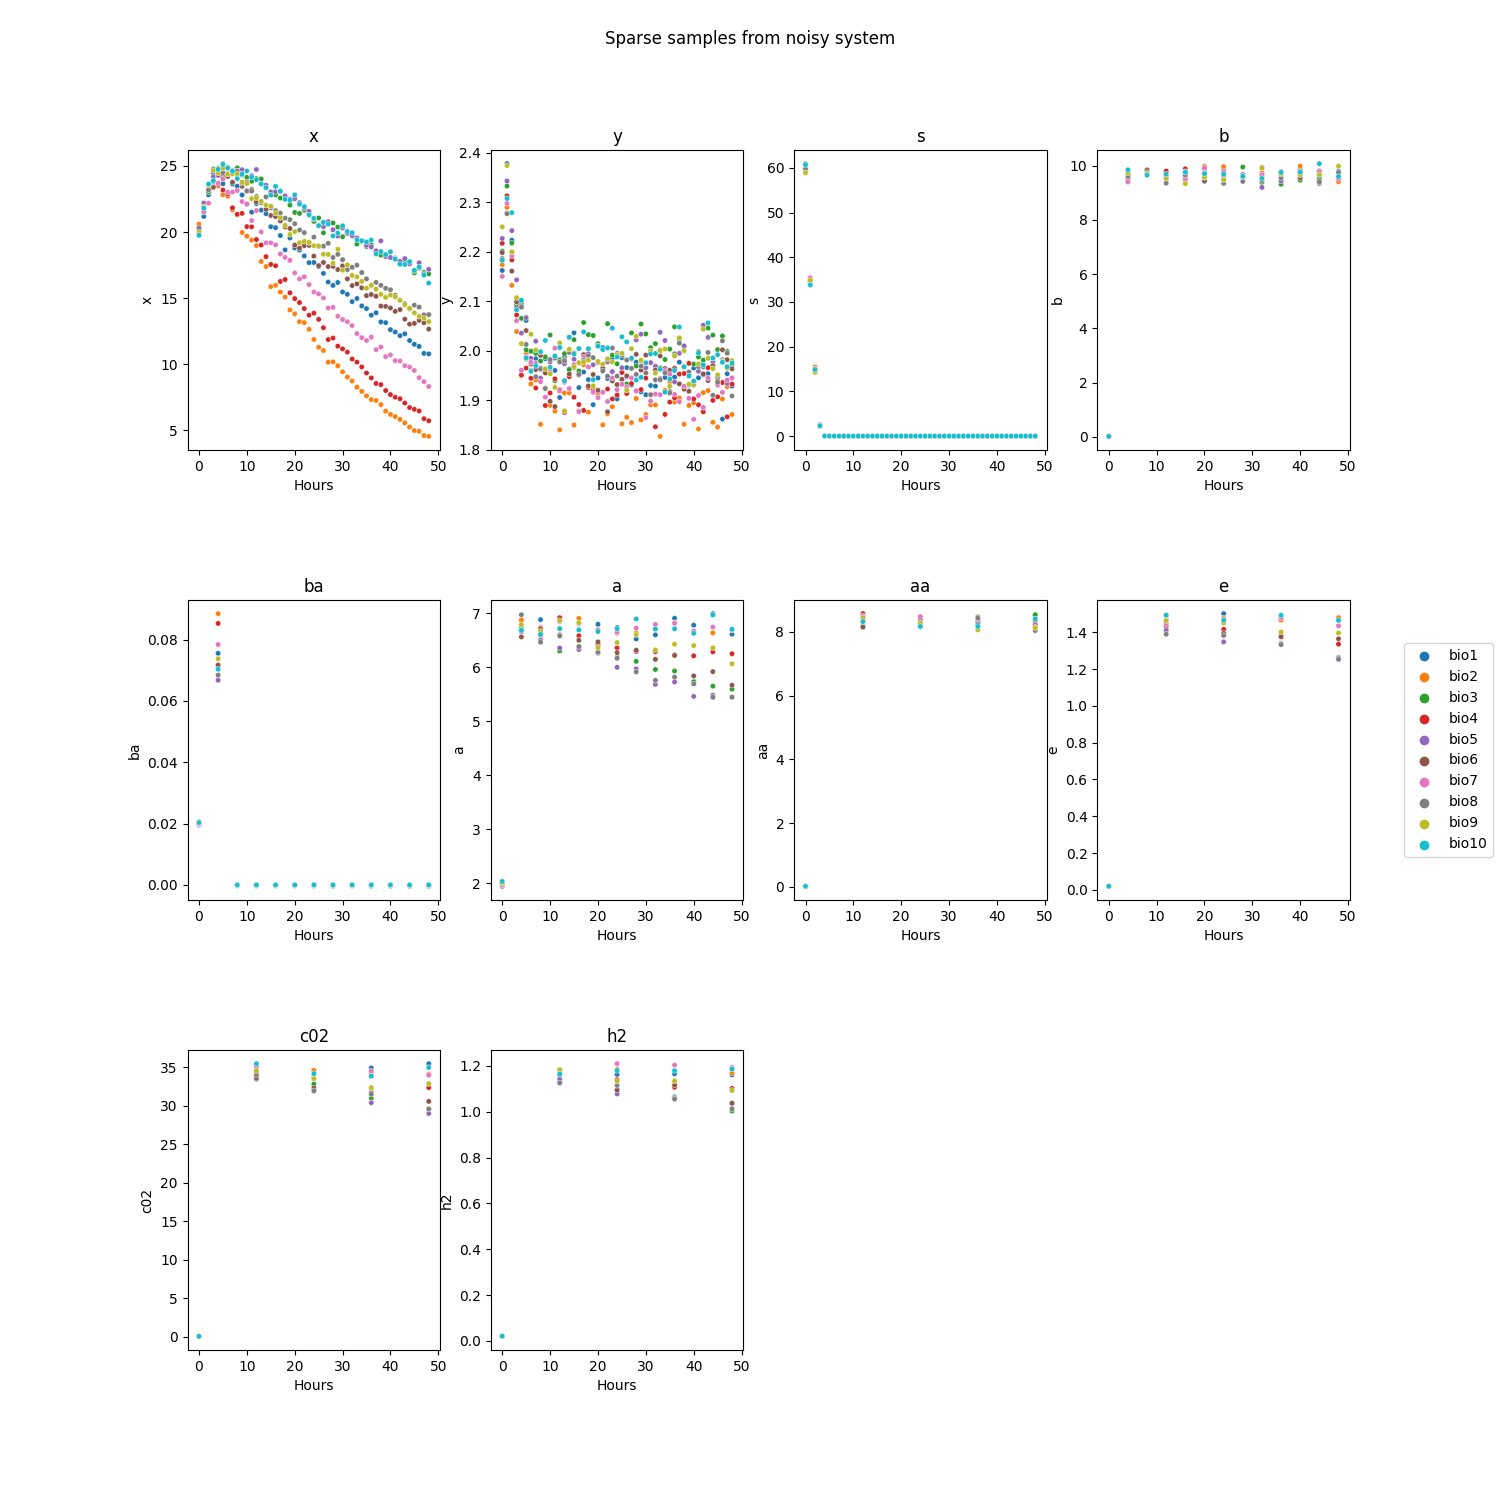 Sparse samples from noisy system
x
y
s
b
25
20
15
10
5
x
0 10 20 30 40 50
Hours
2.4
2.3
2.2
2.1
2.0
1.9
1.8
y
0 10 20 30 40 50
Hours
60
50
40
30
20
10
0
s
0 10 20 30 40 50
Hours
10
8
6
4
2
0
b
0 10 20 30 40 50
Hours
ba
a
aa
e
0.08
0.06
0.04
0.02
0.00
ba
0 10 20 30 40 50
Hours
7
6
5
4
3
2
a
0 10 20 30 40 50
Hours
8
6
4
2
0
aa
0 10 20 30 40 50
Hours
1.4
1.2
1.0
0.8
0.6
0.4
0.2
0.0
e
0 10 20 30 40 50
Hours
bio1
bio2
bio3
bio4
bio5
bio6
bio7
bio8
bio9
bio10
c02
h2
35
30
25
20
15
10
5
0
c02
0 10 20 30 40 50
Hours
1.2
1.0
0.8
0.6
0.4
0.2
0.0
h2
0 10 20 30 40 50
Hours